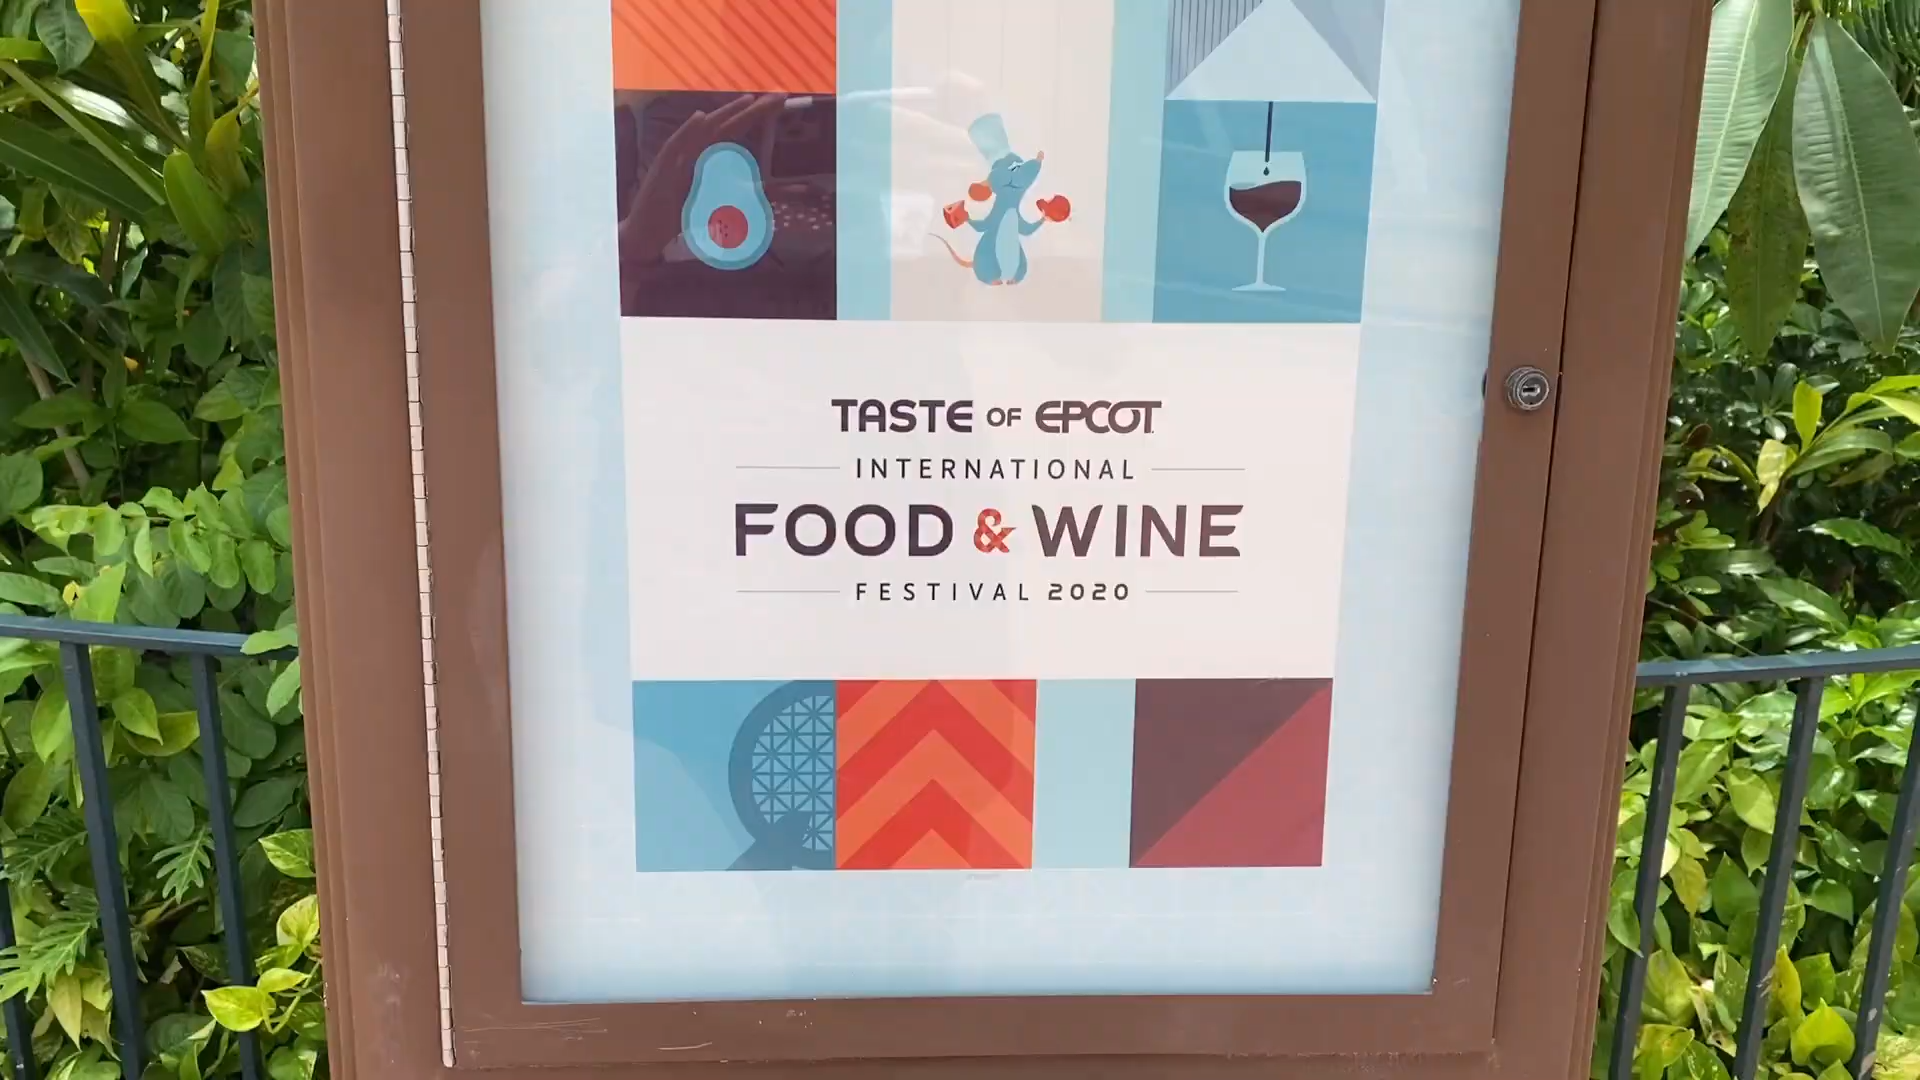 TASTE OF EPCOT
INTERNATIONAL
FOOD & WINE
FESTIVAL 2020